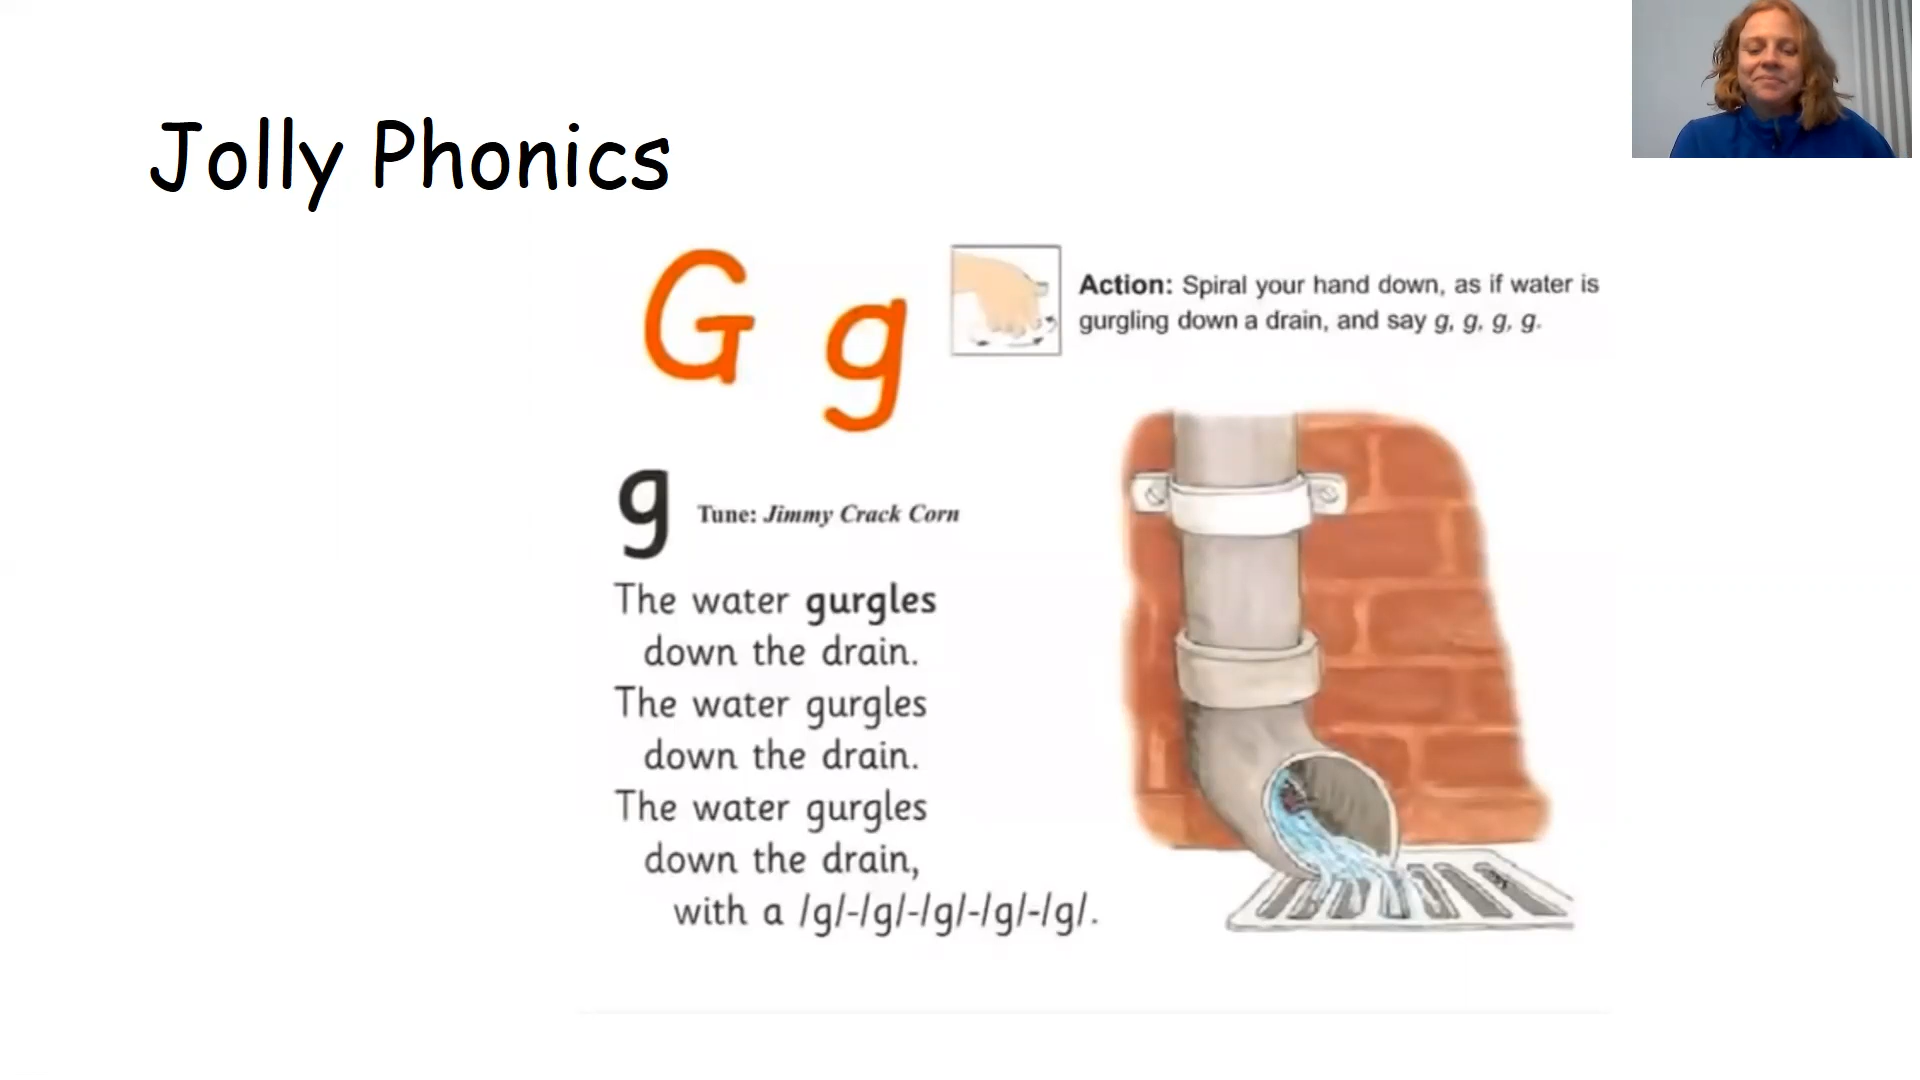 Jolly Phonics
G g
Action: Spiral your hand down, as if water is
gurgling down a drain, and say g, g, g, g.
g Tune: Jimmy Crack Corn
The water gurgles
down the drain.
The water gurgles
down the drain.
The water gurgles
down the drain,
with a /g/-/g/-/g/-/g/-/g/.